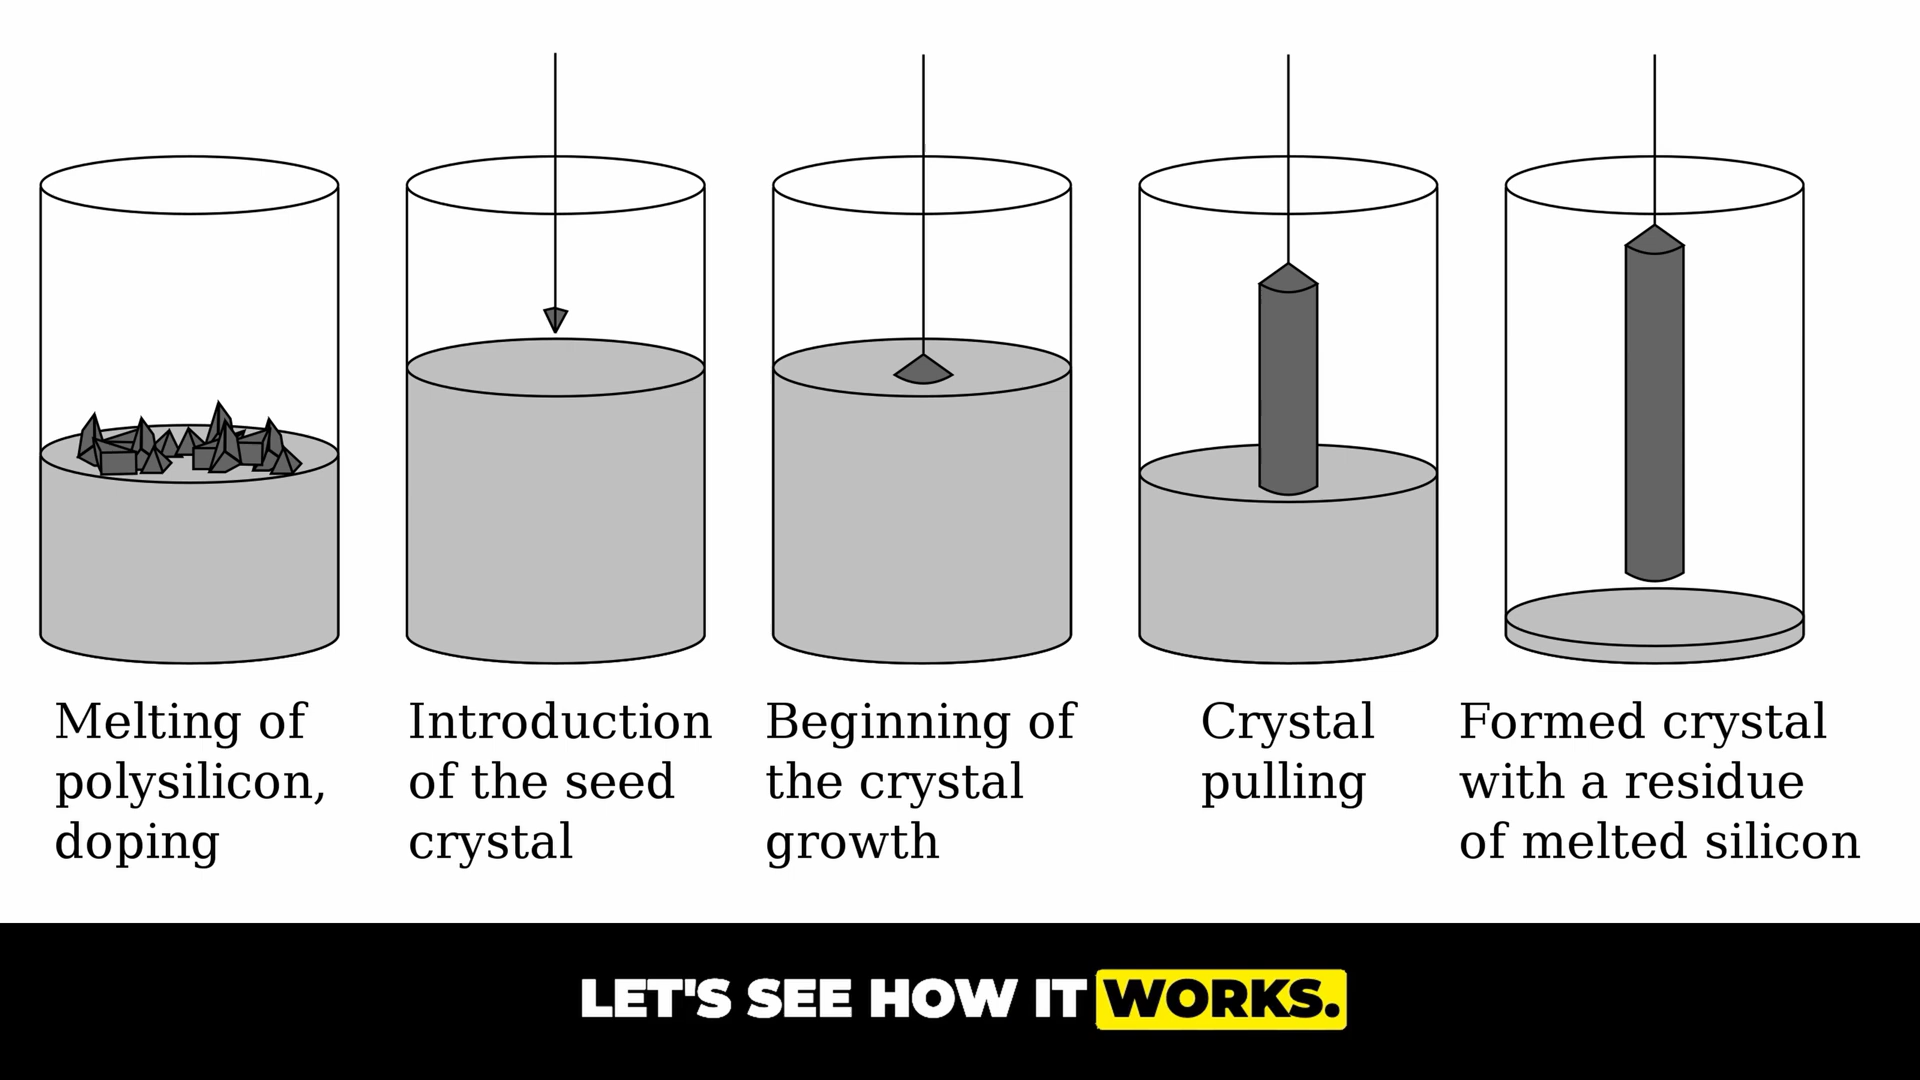 Melting of
polysilicon,
doping
Introduction
of the seed
crystal
Beginning of
the crystal
growth
Crystal
pulling
Formed crystal
with a residue
of melted silicon
LET'S SEE HOW IT WORKS.